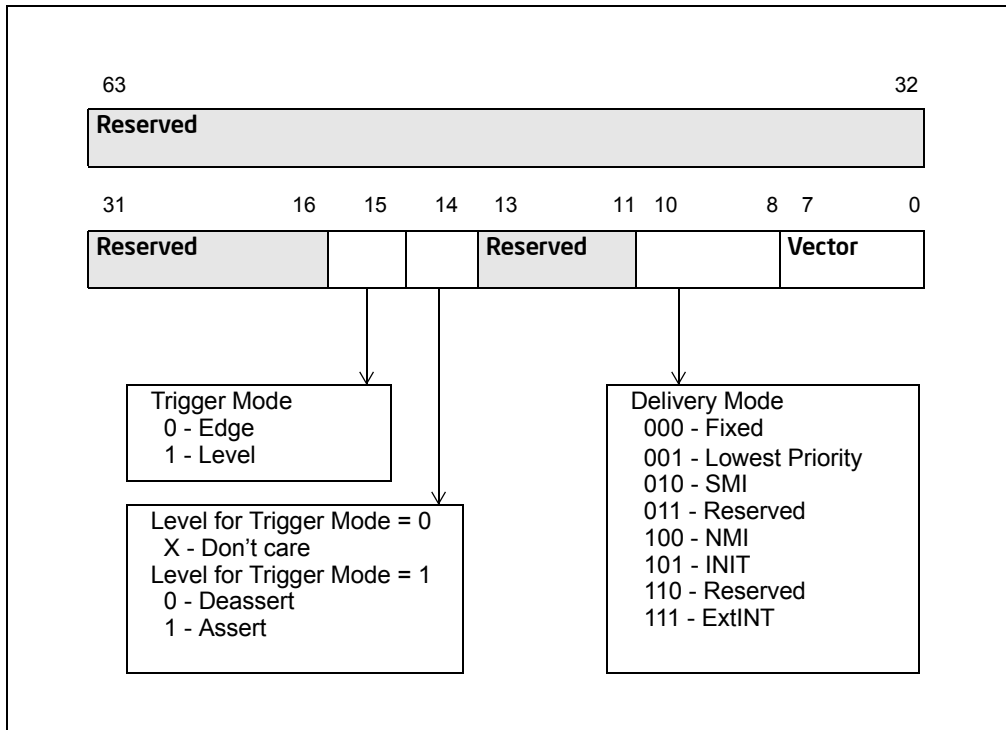 63 32
Reserved
31 16 15 14 13 11 10 8 7 0
Reserved Reserved Vector
Trigger Mode
0 - Edge
1 - Level
Level for Trigger Mode = 0
X - Don’t care
Level for Trigger Mode = 1
0 - Deassert
1 - Assert
Delivery Mode
000 - Fixed
001 - Lowest Priority
010 - SMI
011 - Reserved
100 - NMI
101 - INIT
110 - Reserved
111 - ExtINT